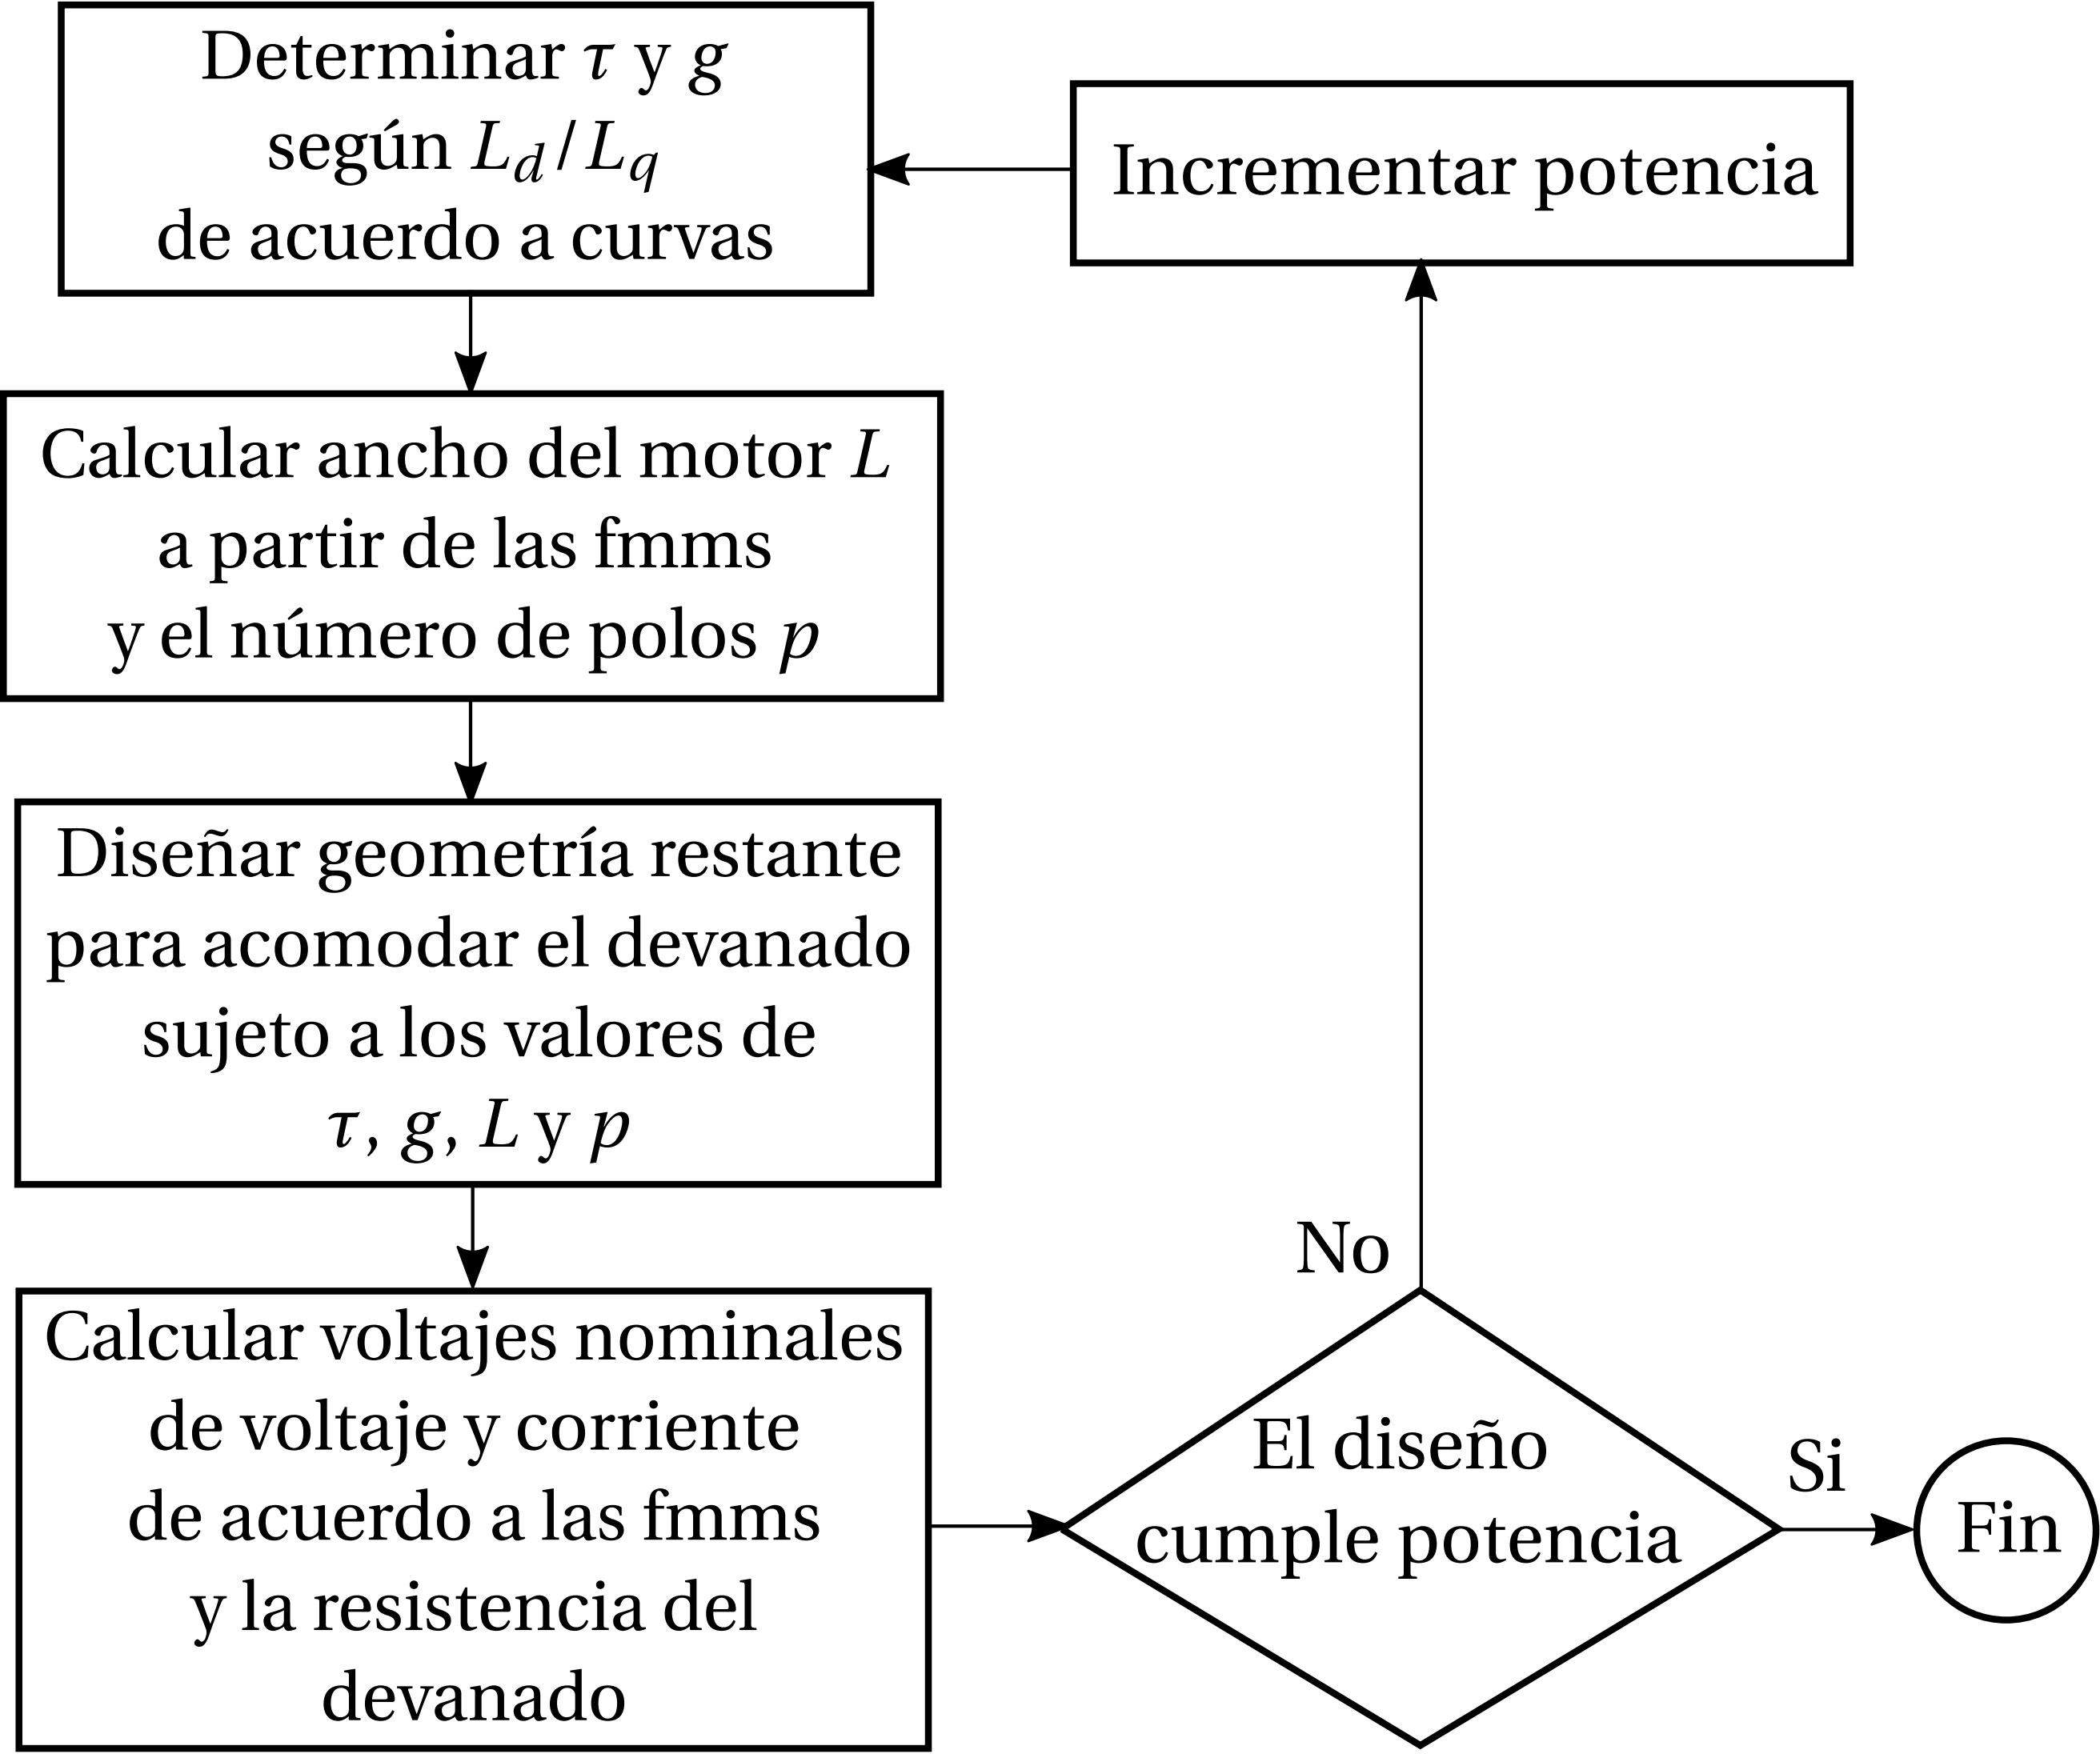 Determinar τ y g
según L_d/L_q
de acuerdo a curvas
Incrementar potencia
Calcular ancho del motor L
a partir de las fmms
y el número de polos p
Diseñar geometría restante
para acomodar el devanado
sujeto a los valores de
τ, g, L y p
Calcular voltajes nominales
de voltaje y corriente
de acuerdo a las fmms
y la resistencia del
devanado
No
El diseño
cumple potencia
Si
Fin